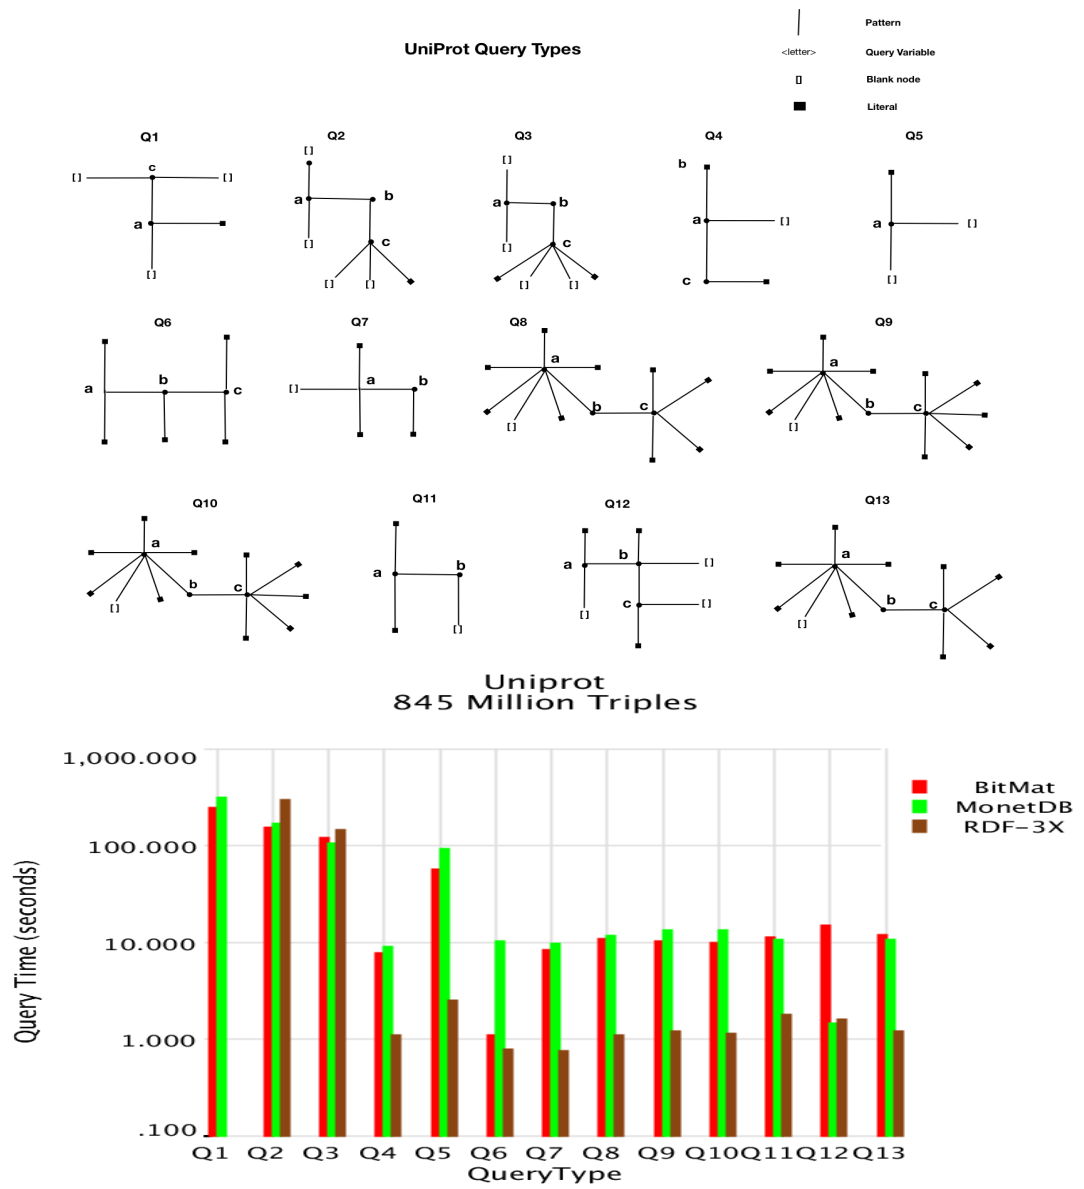 UniProt Query Types
Pattern
<letter> Query Variable
[] Blank node
Literal
Q1 Q2 Q3 Q4 Q5
c
[] []
a
[]
[]
a b
[] c
[] []
[]
a b
[] c
[] []
b
a []
c
a []
[]
Q6 Q7 Q8 Q9
a b c
[] a b
a
b c
[]
a
b c
[]
Q10 Q11 Q12 Q13
a
b c
[]
a b
[]
a b []
[] c []
a
b c
[]
Uniprot
845 Million Triples
Query Time (seconds)
1,000.000
100.000
10.000
1.000
.100
BitMat
MonetDB
RDF-3X
Q1 Q2 Q3 Q4 Q5 Q6 Q7 Q8 Q9 Q10 Q11 Q12 Q13
QueryType